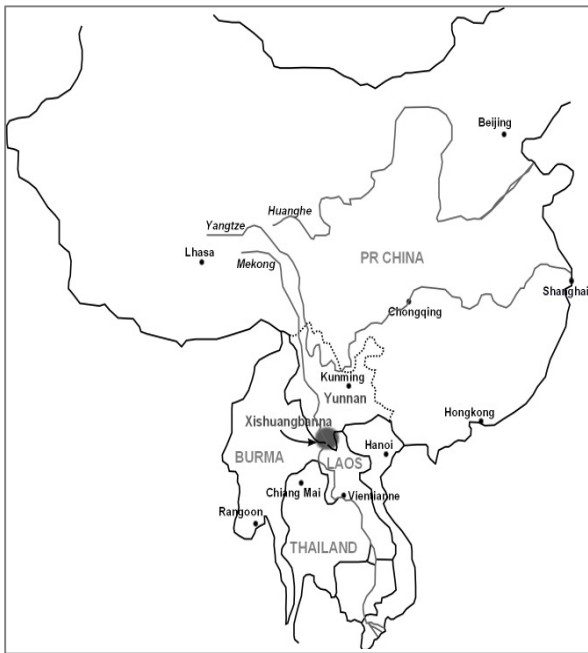 Beijing
Huanghe
Yangtze
Lhasa
Mekong
PR CHINA
Shanghai
Chongqing
Kunming
Yunnan
Hongkong
Xishuangbanna
Hanoi
BURMA
LAOS
Chiang Mai
Vientianne
Rangoon
THAILAND